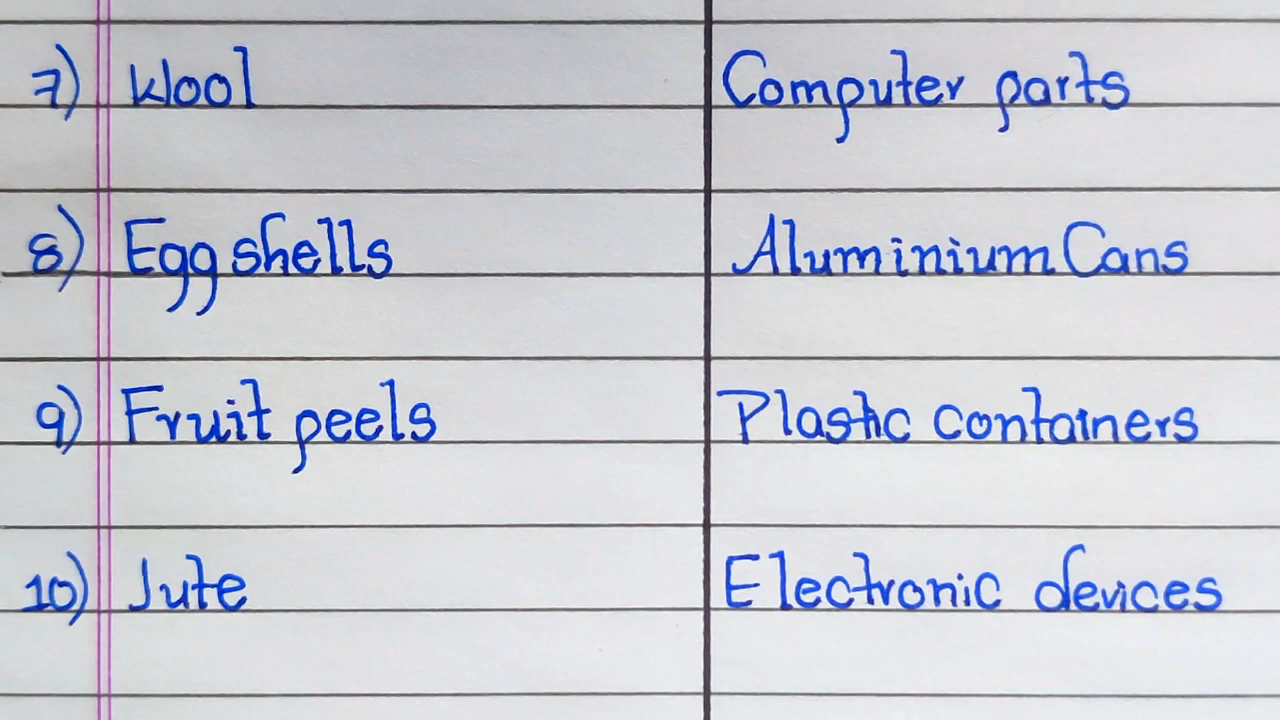 7) Wool Computer parts
8) Egg shells Aluminium Cans
9) Fruit peels Plastic containers
10) Jute Electronic devices